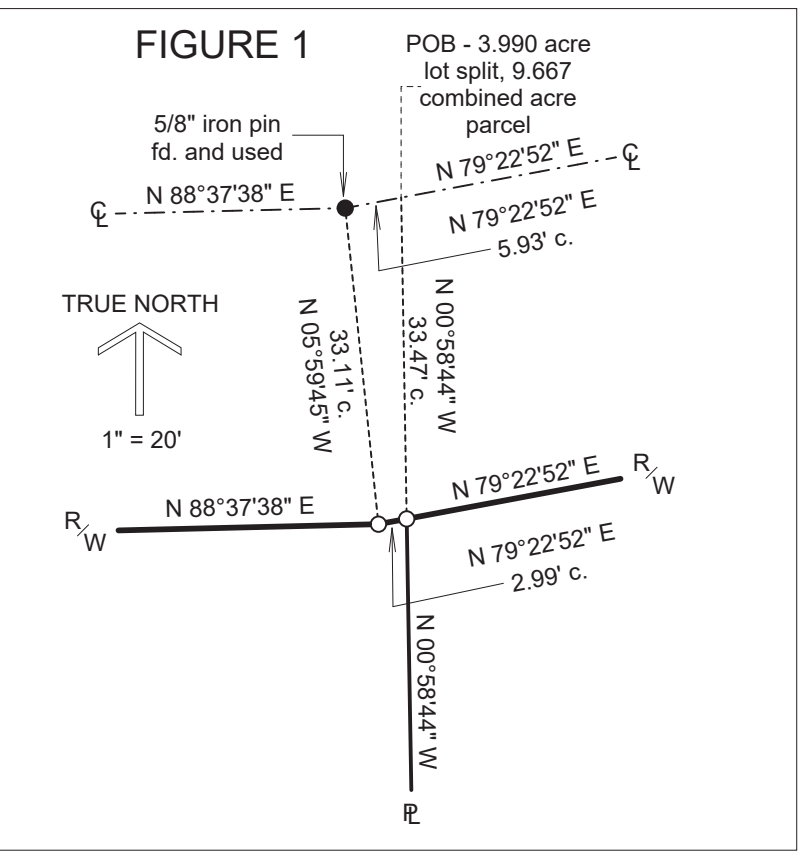 FIGURE 1
POB - 3.990 acre
lot split, 9.667
combined acre
parcel
5/8" iron pin
fd. and used
N 79°22'52" E
℄
N 88°37'38" E
℄
N 79°22'52" E
5.93' c.
TRUE NORTH
1" = 20'
33.11' c.
N 05°59'45" W
N 00°58'44" W
33.47' c.
N 88°37'38" E
R/W
N 79°22'52" E
R/W
N 79°22'52" E
2.99' c.
N 00°58'44" W
PL